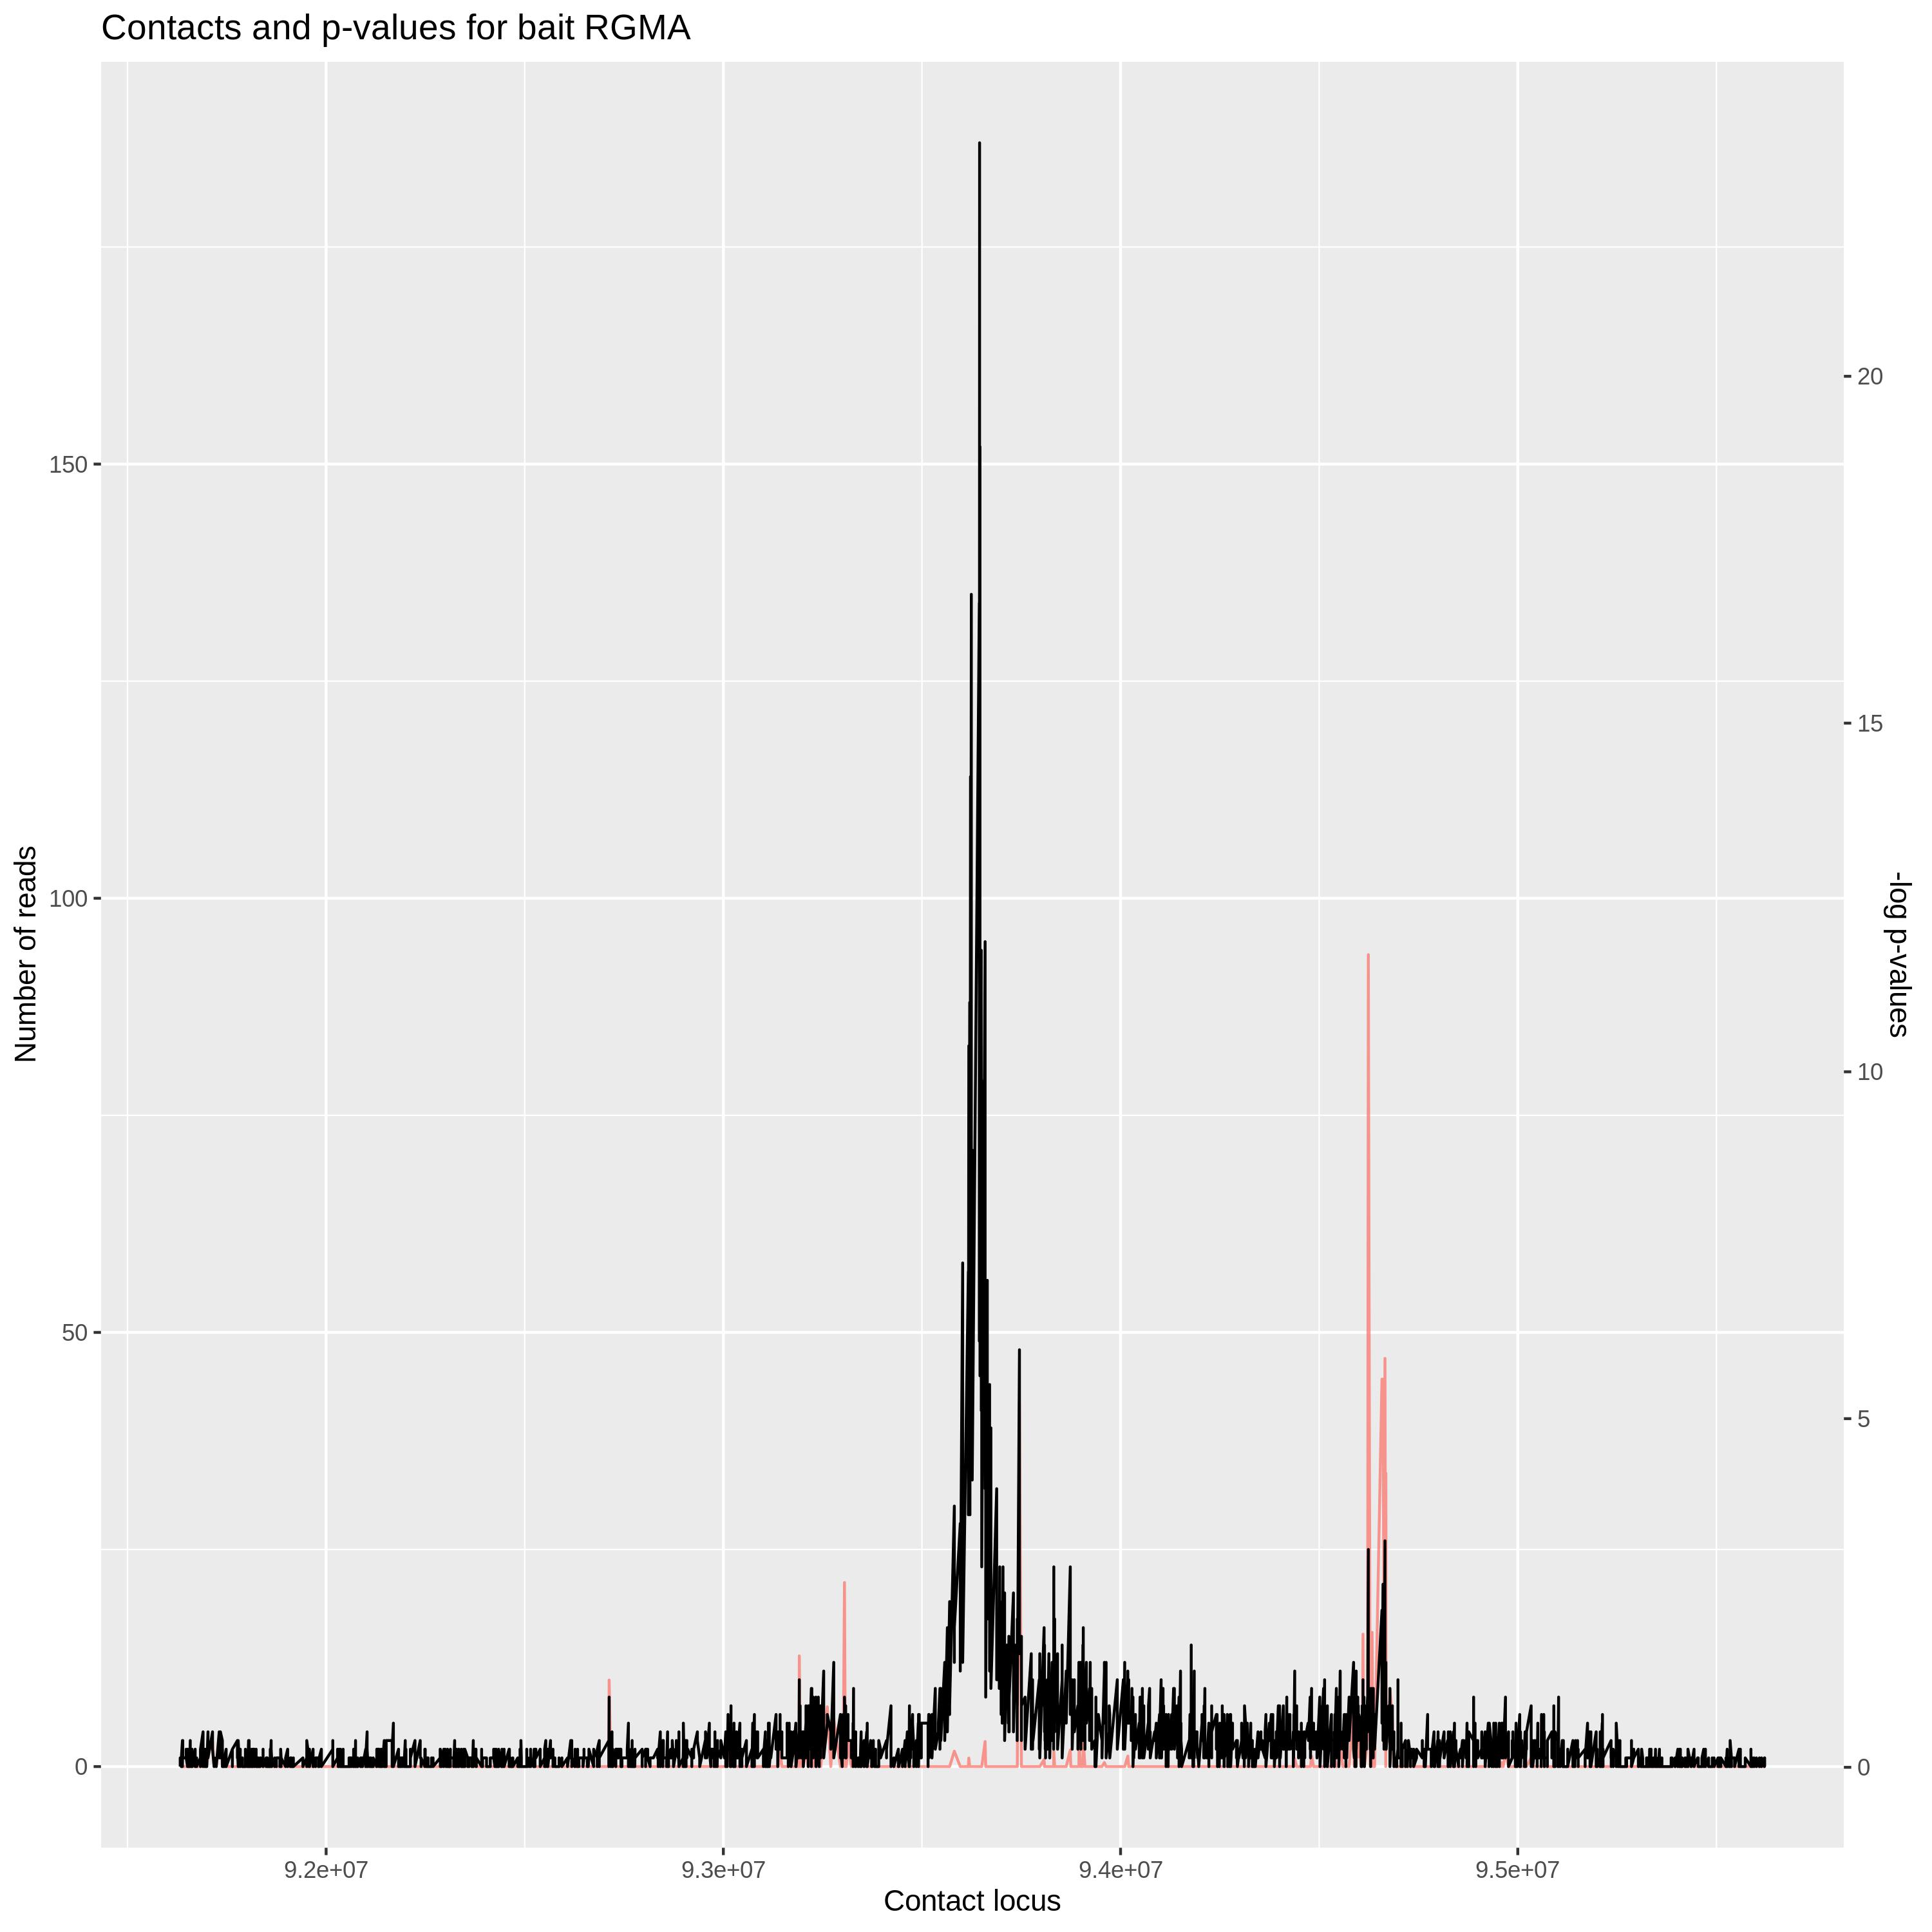 Contacts and p-values for bait RGMA
150
100
50
0
Number of reads
20
15
10
5
0
-log p-values
9.2e+07
9.3e+07
9.4e+07
9.5e+07
Contact locus